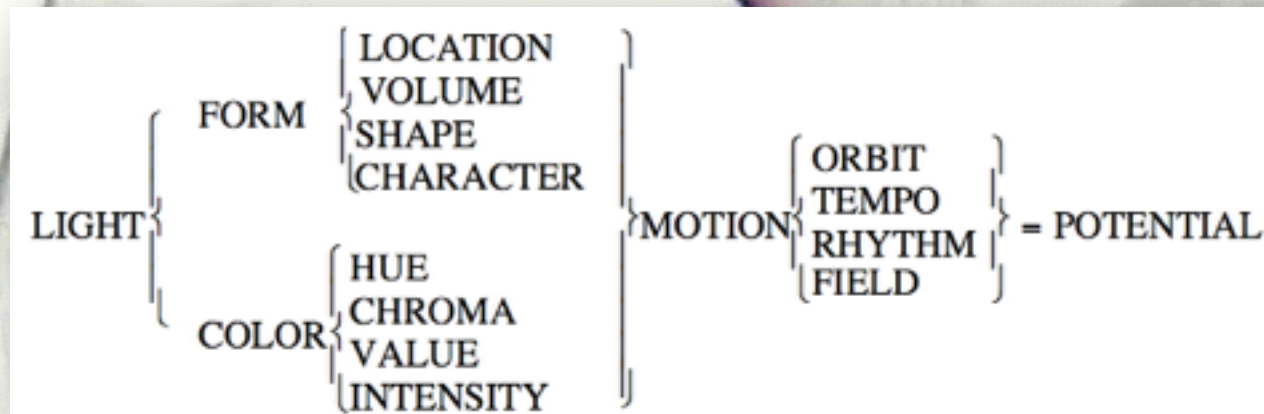 LIGHT
FORM
LOCATION
VOLUME
SHAPE
CHARACTER
COLOR
HUE
CHROMA
VALUE
INTENSITY
MOTION
ORBIT
TEMPO
RHYTHM
FIELD
= POTENTIAL